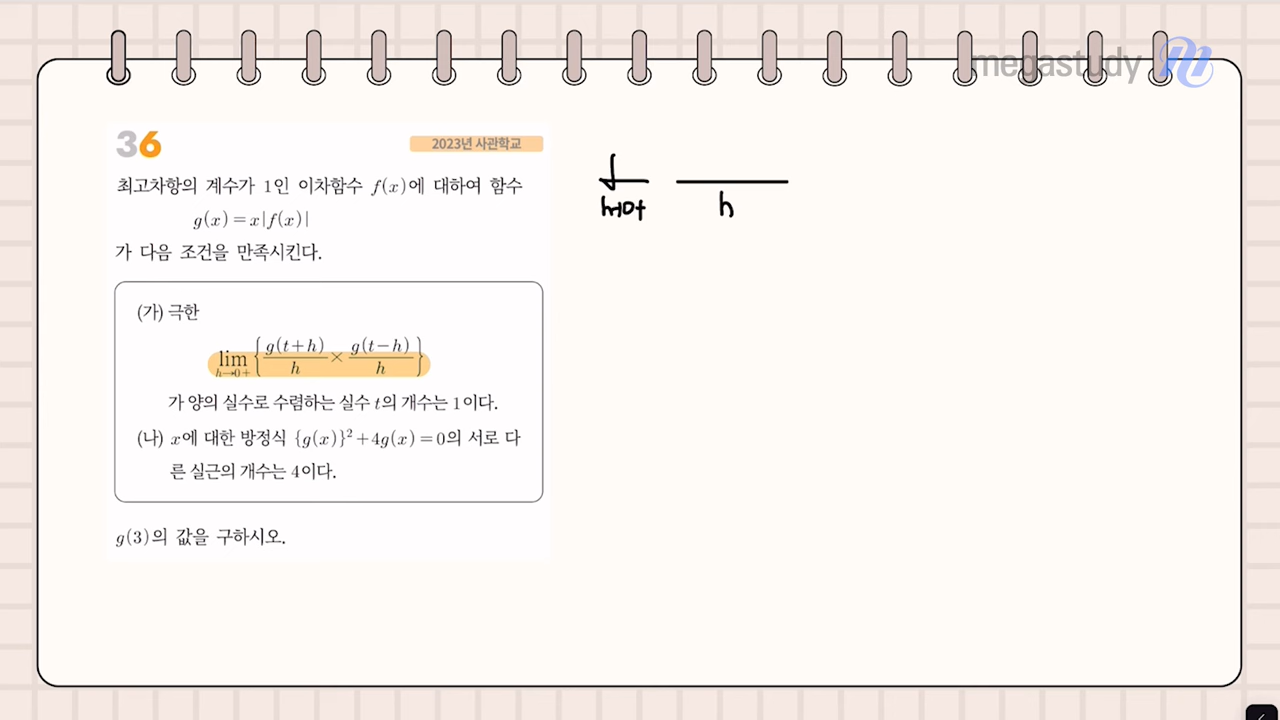 megastudy
36
2023년 사관학교
최고차항의 계수가 1인 이차함수 f(x)에 대하여 함수
g(x)=x|f(x)|
가 다음 조건을 만족시킨다.
(가) 극한
lim h→0+ { g(t+h)/h × g(t-h)/h }
가 양의 실수로 수렴하는 실수 t의 개수는 1이다.
(나) x에 대한 방정식 {g(x)}²+4g(x)=0의 서로 다
른 실근의 개수는 4이다.
g(3)의 값을 구하시오.
h→0+
h